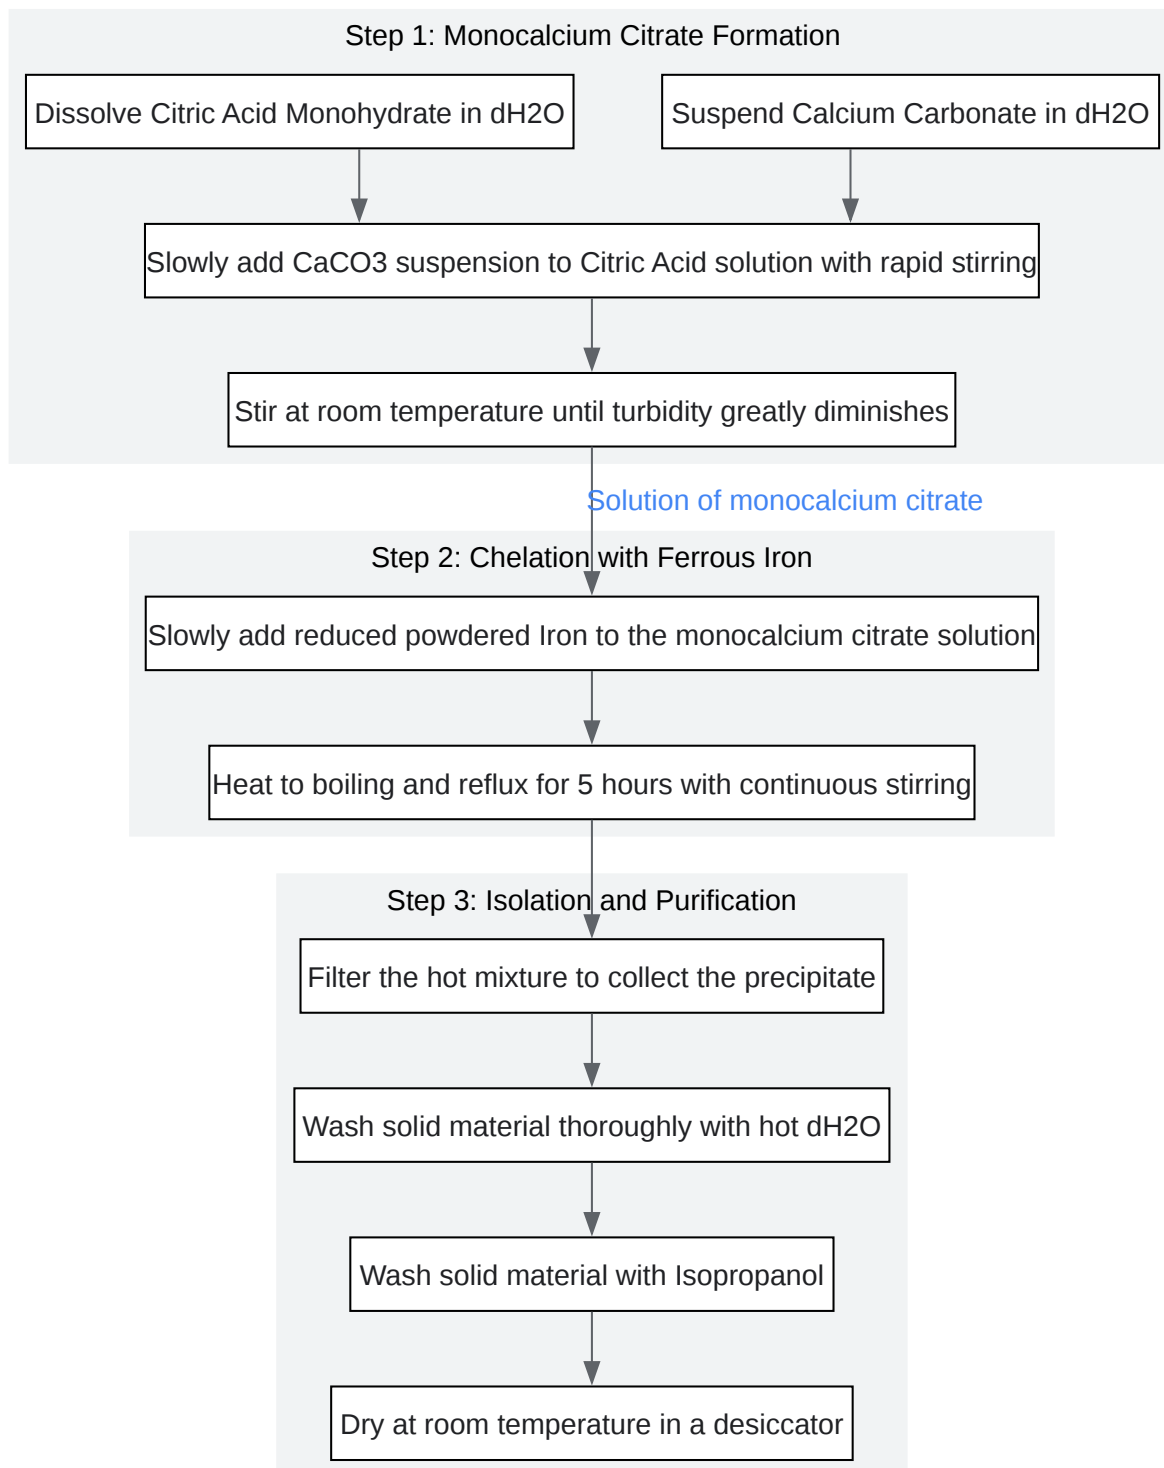 Step 1: Monocalcium Citrate Formation
Dissolve Citric Acid Monohydrate in dH2O
Suspend Calcium Carbonate in dH2O
Slowly add CaCO3 suspension to Citric Acid solution with rapid stirring
Stir at room temperature until turbidity greatly diminishes
Solution of monocalcium citrate
Step 2: Chelation with Ferrous Iron
Slowly add reduced powdered Iron to the monocalcium citrate solution
Heat to boiling and reflux for 5 hours with continuous stirring
Step 3: Isolation and Purification
Filter the hot mixture to collect the precipitate
Wash solid material thoroughly with hot dH2O
Wash solid material with Isopropanol
Dry at room temperature in a desiccator